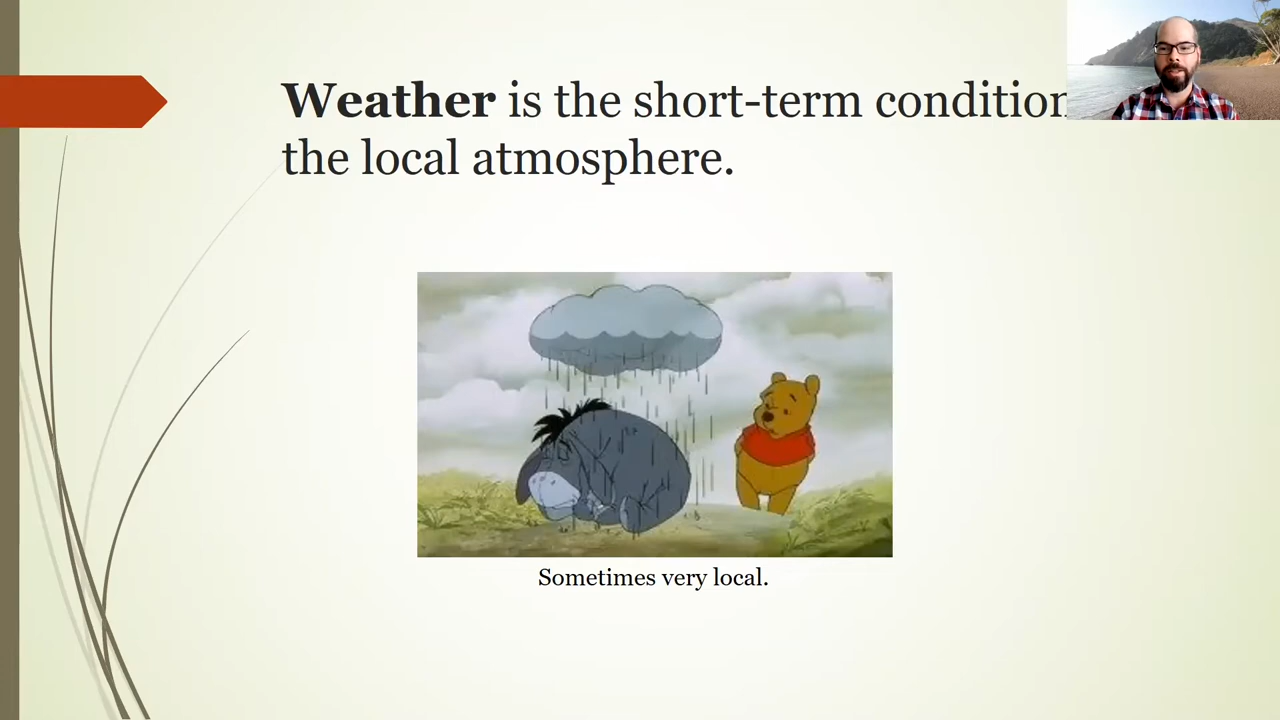 Weather is the short-term condition
the local atmosphere.
Sometimes very local.